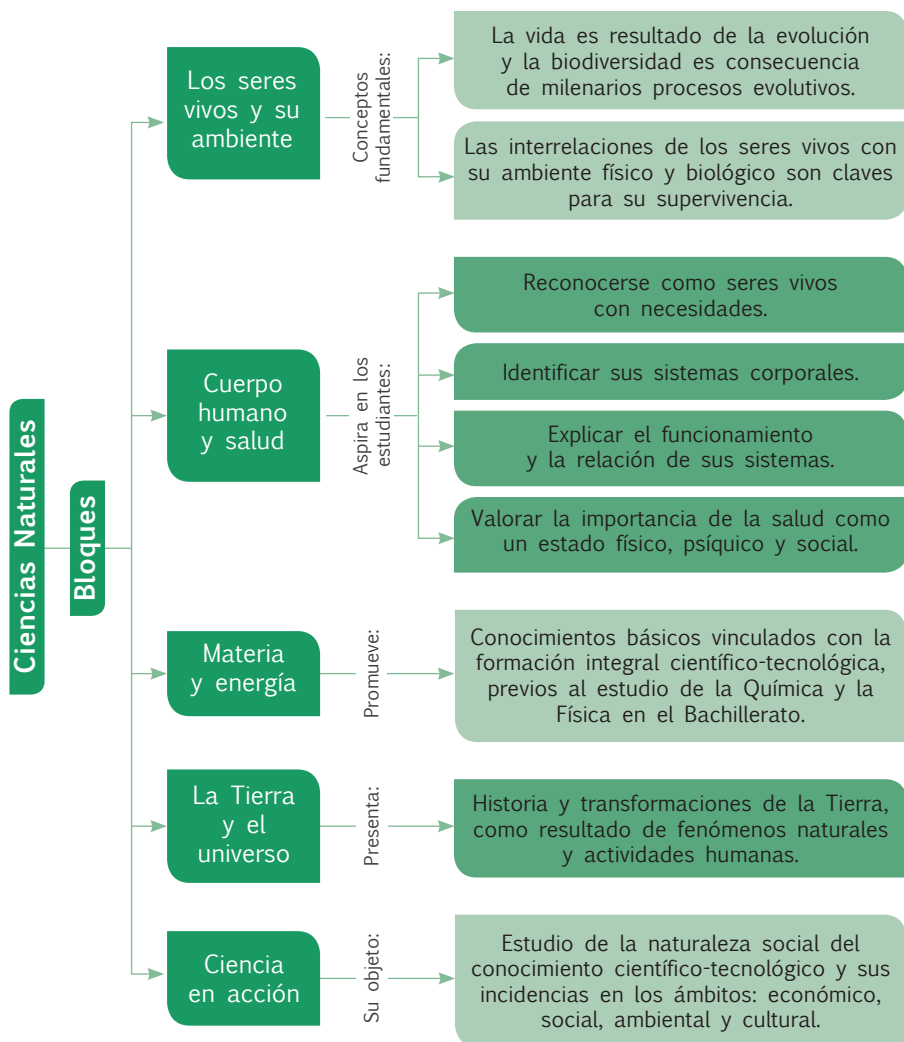 Ciencias Naturales
Bloques
Los seres
vivos y su
ambiente
Conceptos
fundamentales:
La vida es resultado de la evolución
y la biodiversidad es consecuencia
de milenarios procesos evolutivos.
Las interrelaciones de los seres vivos con
su ambiente físico y biológico son claves
para su supervivencia.
Cuerpo
humano
y salud
Aspira en los
estudiantes:
Reconocerse como seres vivos
con necesidades.
Identificar sus sistemas corporales.
Explicar el funcionamiento
y la relación de sus sistemas.
Valorar la importancia de la salud como
un estado físico, psíquico y social.
Materia
y energía
Promueve:
Conocimientos básicos vinculados con la
formación integral científico-tecnológica,
previos al estudio de la Química y la
Física en el Bachillerato.
La Tierra
y el
universo
Presenta:
Historia y transformaciones de la Tierra,
como resultado de fenómenos naturales
y actividades humanas.
Ciencia
en acción
Su objeto:
Estudio de la naturaleza social del
conocimiento científico-tecnológico y sus
incidencias en los ámbitos: económico,
social, ambiental y cultural.